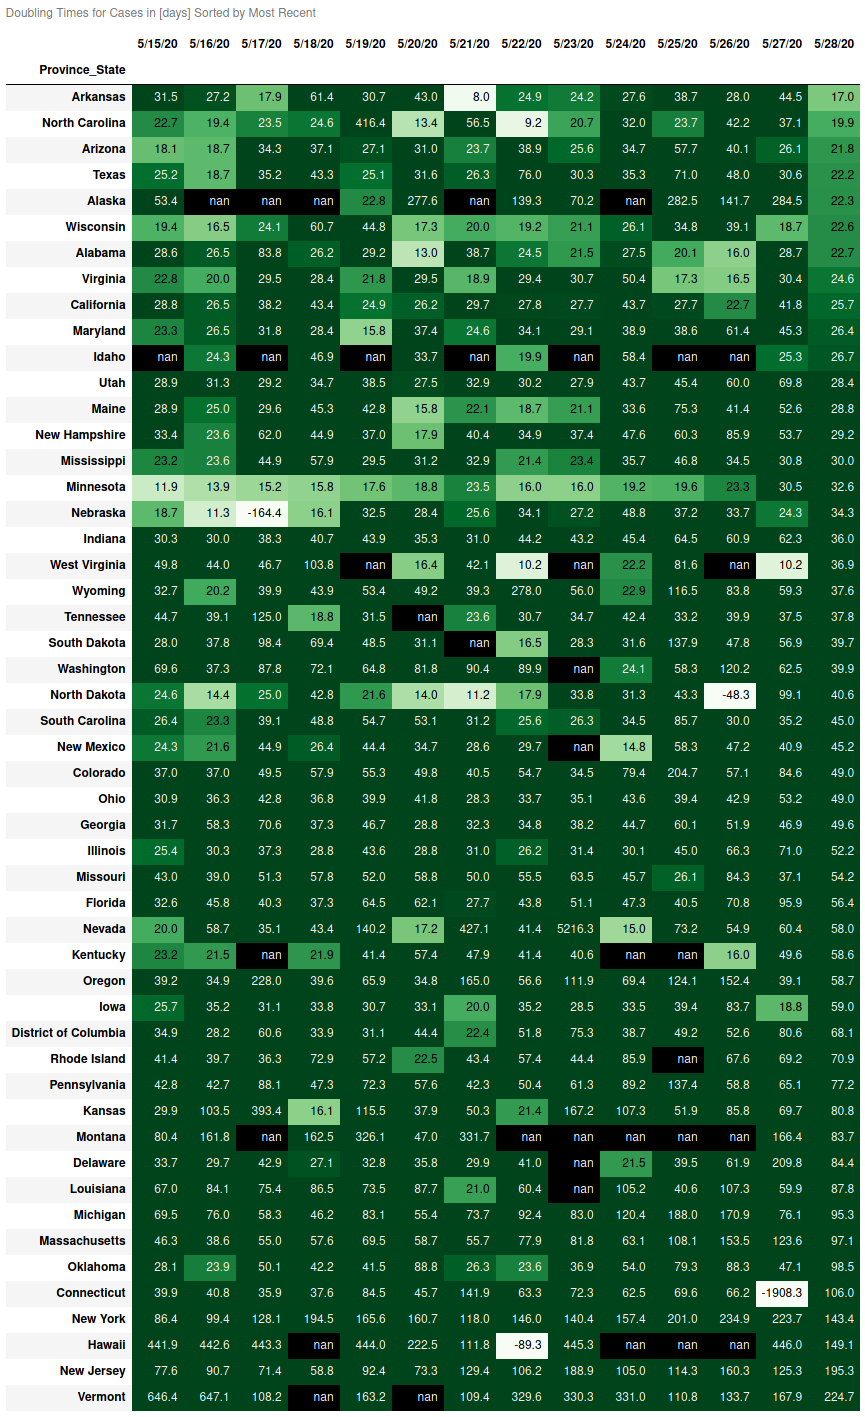 Doubling Times for Cases in [days] Sorted by Most Recent
5/15/20 5/16/20 5/17/20 5/18/20 5/19/20 5/20/20 5/21/20 5/22/20 5/23/20 5/24/20 5/25/20 5/26/20 5/27/20 5/28/20
Province_State
Arkansas 31.5 27.2 17.9 61.4 30.7 43.0 8.0 24.9 24.2 27.6 38.7 28.0 44.5 17.0
North Carolina 22.7 19.4 23.5 24.6 416.4 13.4 56.5 9.2 20.7 32.0 23.7 42.2 37.1 19.9
Arizona 18.1 18.7 34.3 37.1 27.1 31.0 23.7 38.9 25.6 34.7 57.7 40.1 26.1 21.8
Texas 25.2 18.7 35.2 43.3 25.1 31.6 26.3 76.0 30.3 35.3 71.0 48.0 30.6 22.2
Alaska 53.4 nan nan nan 22.8 277.6 nan 139.3 70.2 nan 282.5 141.7 284.5 22.3
Wisconsin 19.4 16.5 24.1 60.7 44.8 17.3 20.0 19.2 21.1 26.1 34.8 39.1 18.7 22.6
Alabama 28.6 26.5 83.8 26.2 29.2 13.0 38.7 24.5 21.5 27.5 20.1 16.0 28.7 22.7
Virginia 22.8 20.0 29.5 28.4 21.8 29.5 18.9 29.4 30.7 50.4 17.3 16.5 30.4 24.6
California 28.8 26.5 38.2 43.4 24.9 26.2 29.7 27.8 27.7 43.7 27.7 22.7 41.8 25.7
Maryland 23.3 26.5 31.8 28.4 15.8 37.4 24.6 34.1 29.1 38.9 38.6 61.4 45.3 26.4
Idaho nan 24.3 nan 46.9 nan 33.7 nan 19.9 nan 58.4 nan nan 25.3 26.7
Utah 28.9 31.3 29.2 34.7 38.5 27.5 32.9 30.2 27.9 43.7 45.4 60.0 69.8 28.4
Maine 28.9 25.0 29.6 45.3 42.8 15.8 22.1 18.7 21.1 33.6 75.3 41.4 52.6 28.8
New Hampshire 33.4 23.6 62.0 44.9 37.0 17.9 40.4 34.9 37.4 47.6 60.3 85.9 53.7 29.2
Mississippi 23.2 23.6 44.9 57.9 29.5 31.2 32.9 21.4 23.4 35.7 46.8 34.5 30.8 30.0
Minnesota 11.9 13.9 15.2 15.8 17.6 18.8 23.5 16.0 16.0 19.2 19.6 23.3 30.5 32.6
Nebraska 18.7 11.3 -164.4 16.1 32.5 28.4 25.6 34.1 27.2 48.8 37.2 33.7 24.3 34.3
Indiana 30.3 30.0 38.3 40.7 43.9 35.3 31.0 44.2 43.2 45.4 64.5 60.9 62.3 36.0
West Virginia 49.8 44.0 46.7 103.8 nan 16.4 42.1 10.2 nan 22.2 81.6 nan 10.2 36.9
Wyoming 32.7 20.2 39.9 43.9 53.4 49.2 39.3 278.0 56.0 22.9 116.5 83.8 59.3 37.6
Tennessee 44.7 39.1 125.0 18.8 31.5 nan 23.6 30.7 34.7 42.4 33.2 39.9 37.5 37.8
South Dakota 28.0 37.8 98.4 69.4 48.5 31.1 nan 16.5 28.3 31.6 137.9 47.8 56.9 39.7
Washington 69.6 37.3 87.8 72.1 64.8 81.8 90.4 89.9 nan 24.1 58.3 120.2 62.5 39.9
North Dakota 24.6 14.4 25.0 42.8 21.6 14.0 11.2 17.9 33.8 31.3 43.3 -48.3 99.1 40.6
South Carolina 26.4 23.3 39.1 48.8 54.7 53.1 31.2 25.6 26.3 34.5 85.7 30.0 35.2 45.0
New Mexico 24.3 21.6 44.9 26.4 44.4 34.7 28.6 29.7 nan 14.8 58.3 47.2 40.9 45.2
Colorado 37.0 37.0 49.5 57.9 55.3 49.8 40.5 54.7 34.5 79.4 204.7 57.1 84.6 49.0
Ohio 30.9 36.3 42.8 36.8 39.9 41.8 28.3 33.7 35.1 43.6 39.4 42.9 53.2 49.0
Georgia 31.7 58.3 70.6 37.3 46.7 28.8 32.3 34.8 38.2 44.7 60.1 51.9 46.9 49.6
Illinois 25.4 30.3 37.3 28.8 43.6 28.8 31.0 26.2 31.4 30.1 45.0 66.3 71.0 52.2
Missouri 43.0 39.0 51.3 57.8 52.0 58.8 50.0 55.5 63.5 45.7 26.1 84.3 37.1 54.2
Florida 32.6 45.8 40.3 37.3 64.5 62.1 27.7 43.8 51.1 47.3 40.5 70.8 95.9 56.4
Nevada 20.0 58.7 35.1 43.4 140.2 17.2 427.1 41.4 5216.3 15.0 73.2 54.9 60.4 58.0
Kentucky 23.2 21.5 nan 21.9 41.4 57.4 47.9 41.4 40.6 nan nan 16.0 49.6 58.6
Oregon 39.2 34.9 228.0 39.6 65.9 34.8 165.0 56.6 111.9 69.4 124.1 152.4 39.1 58.7
Iowa 25.7 35.2 31.1 33.8 30.7 33.1 20.0 35.2 28.5 33.5 39.4 83.7 18.8 59.0
District of Columbia 34.9 28.2 60.6 33.9 31.1 44.4 22.4 51.8 75.3 38.7 49.2 52.6 80.6 68.1
Rhode Island 41.4 39.7 36.3 72.9 57.2 22.5 43.4 57.4 44.4 85.9 nan 67.6 69.2 70.9
Pennsylvania 42.8 42.7 88.1 47.3 72.3 57.6 42.3 50.4 61.3 89.2 137.4 58.8 65.1 77.2
Kansas 29.9 103.5 393.4 16.1 115.5 37.9 50.3 21.4 167.2 107.3 51.9 85.8 69.7 80.8
Montana 80.4 161.8 nan 162.5 326.1 47.0 331.7 nan nan nan nan nan 166.4 83.7
Delaware 33.7 29.7 42.9 27.1 32.8 35.8 29.9 41.0 nan 21.5 39.5 61.9 209.8 84.4
Louisiana 67.0 84.1 75.4 86.5 73.5 87.7 21.0 60.4 nan 105.2 40.6 107.3 59.9 87.8
Michigan 69.5 76.0 58.3 46.2 83.1 55.4 73.7 92.4 83.0 120.4 188.0 170.9 76.1 95.3
Massachusetts 46.3 38.6 55.0 57.6 69.5 58.7 55.7 77.9 81.8 63.1 108.1 153.5 123.6 97.1
Oklahoma 28.1 23.9 50.1 42.2 41.5 88.8 26.3 23.6 36.9 54.0 79.3 88.3 47.1 98.5
Connecticut 39.9 40.8 35.9 37.6 84.5 45.7 141.9 63.3 72.3 62.5 69.6 66.2 -1908.3 106.0
New York 86.4 99.4 128.1 194.5 165.6 160.7 118.0 146.0 140.4 157.4 201.0 234.9 223.7 143.4
Hawaii 441.9 442.6 443.3 nan 444.0 222.5 111.8 -89.3 445.3 nan nan nan 446.0 149.1
New Jersey 77.6 90.7 71.4 58.8 92.4 73.3 129.4 106.2 188.9 105.0 114.3 160.3 125.3 195.3
Vermont 646.4 647.1 108.2 nan 163.2 nan 109.4 329.6 330.3 331.0 110.8 133.7 167.9 224.7